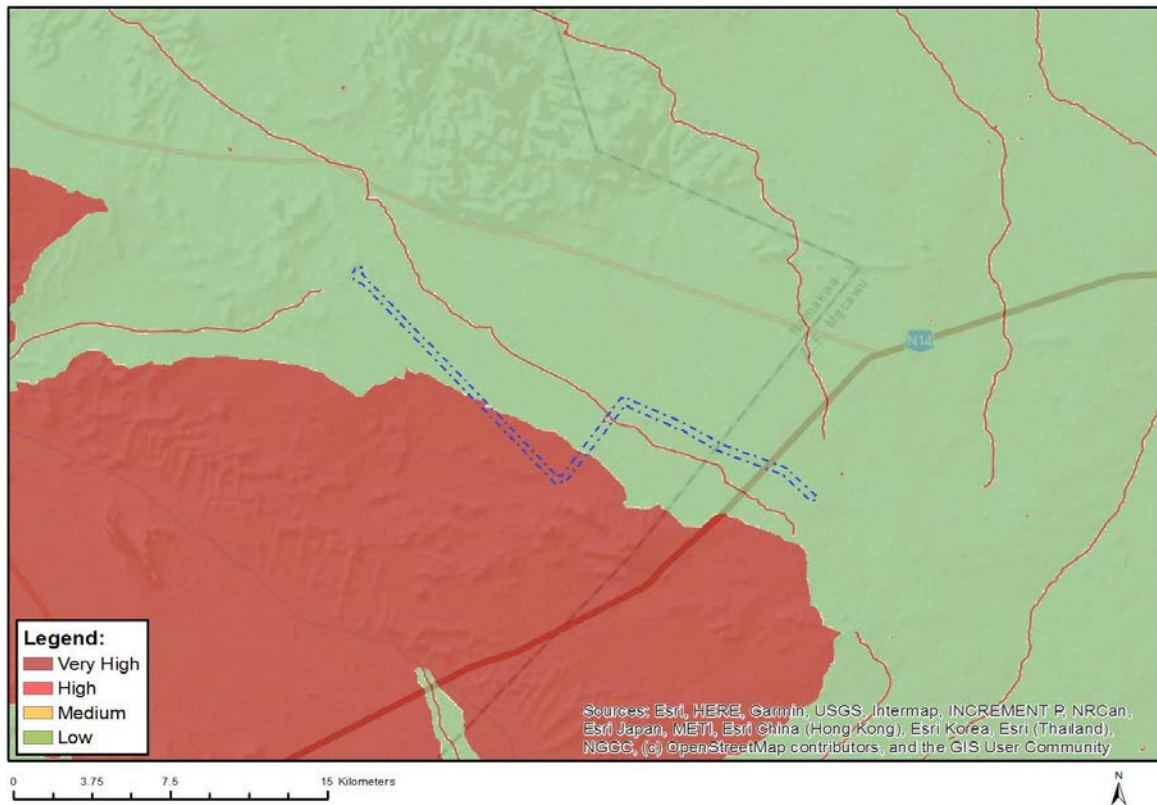 Namakwa
Mgcawu
N14
Legend:
Very High
High
Medium
Low
Sources: Esri, HERE, Garmin, USGS, Intermap, INCREMENT P, NRCan,
Esri Japan, METI, Esri China (Hong Kong), Esri Korea, Esri (Thailand),
NGCC, (c) OpenStreetMap contributors, and the GIS User Community
0 3.75 7.5 15 Kilometers
N